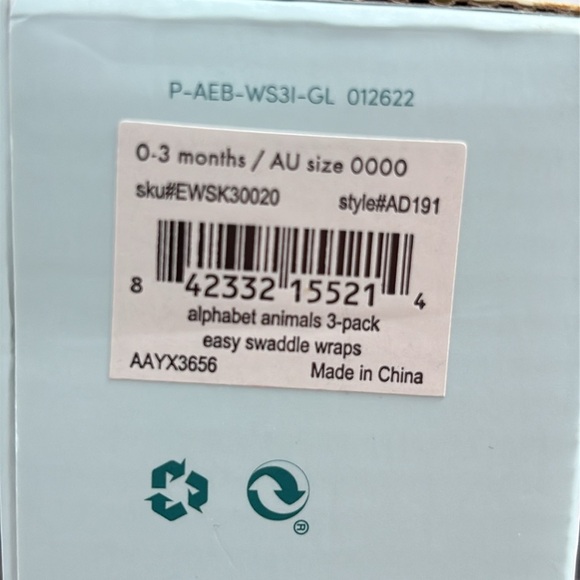 P-AEB-WS3I-GL 012622
0-3 months / AU size 0000
sku#EWSK30020 style#AD191
8 42332 15521 4
alphabet animals 3-pack
easy swaddle wraps
AAYX3656 Made in China
®